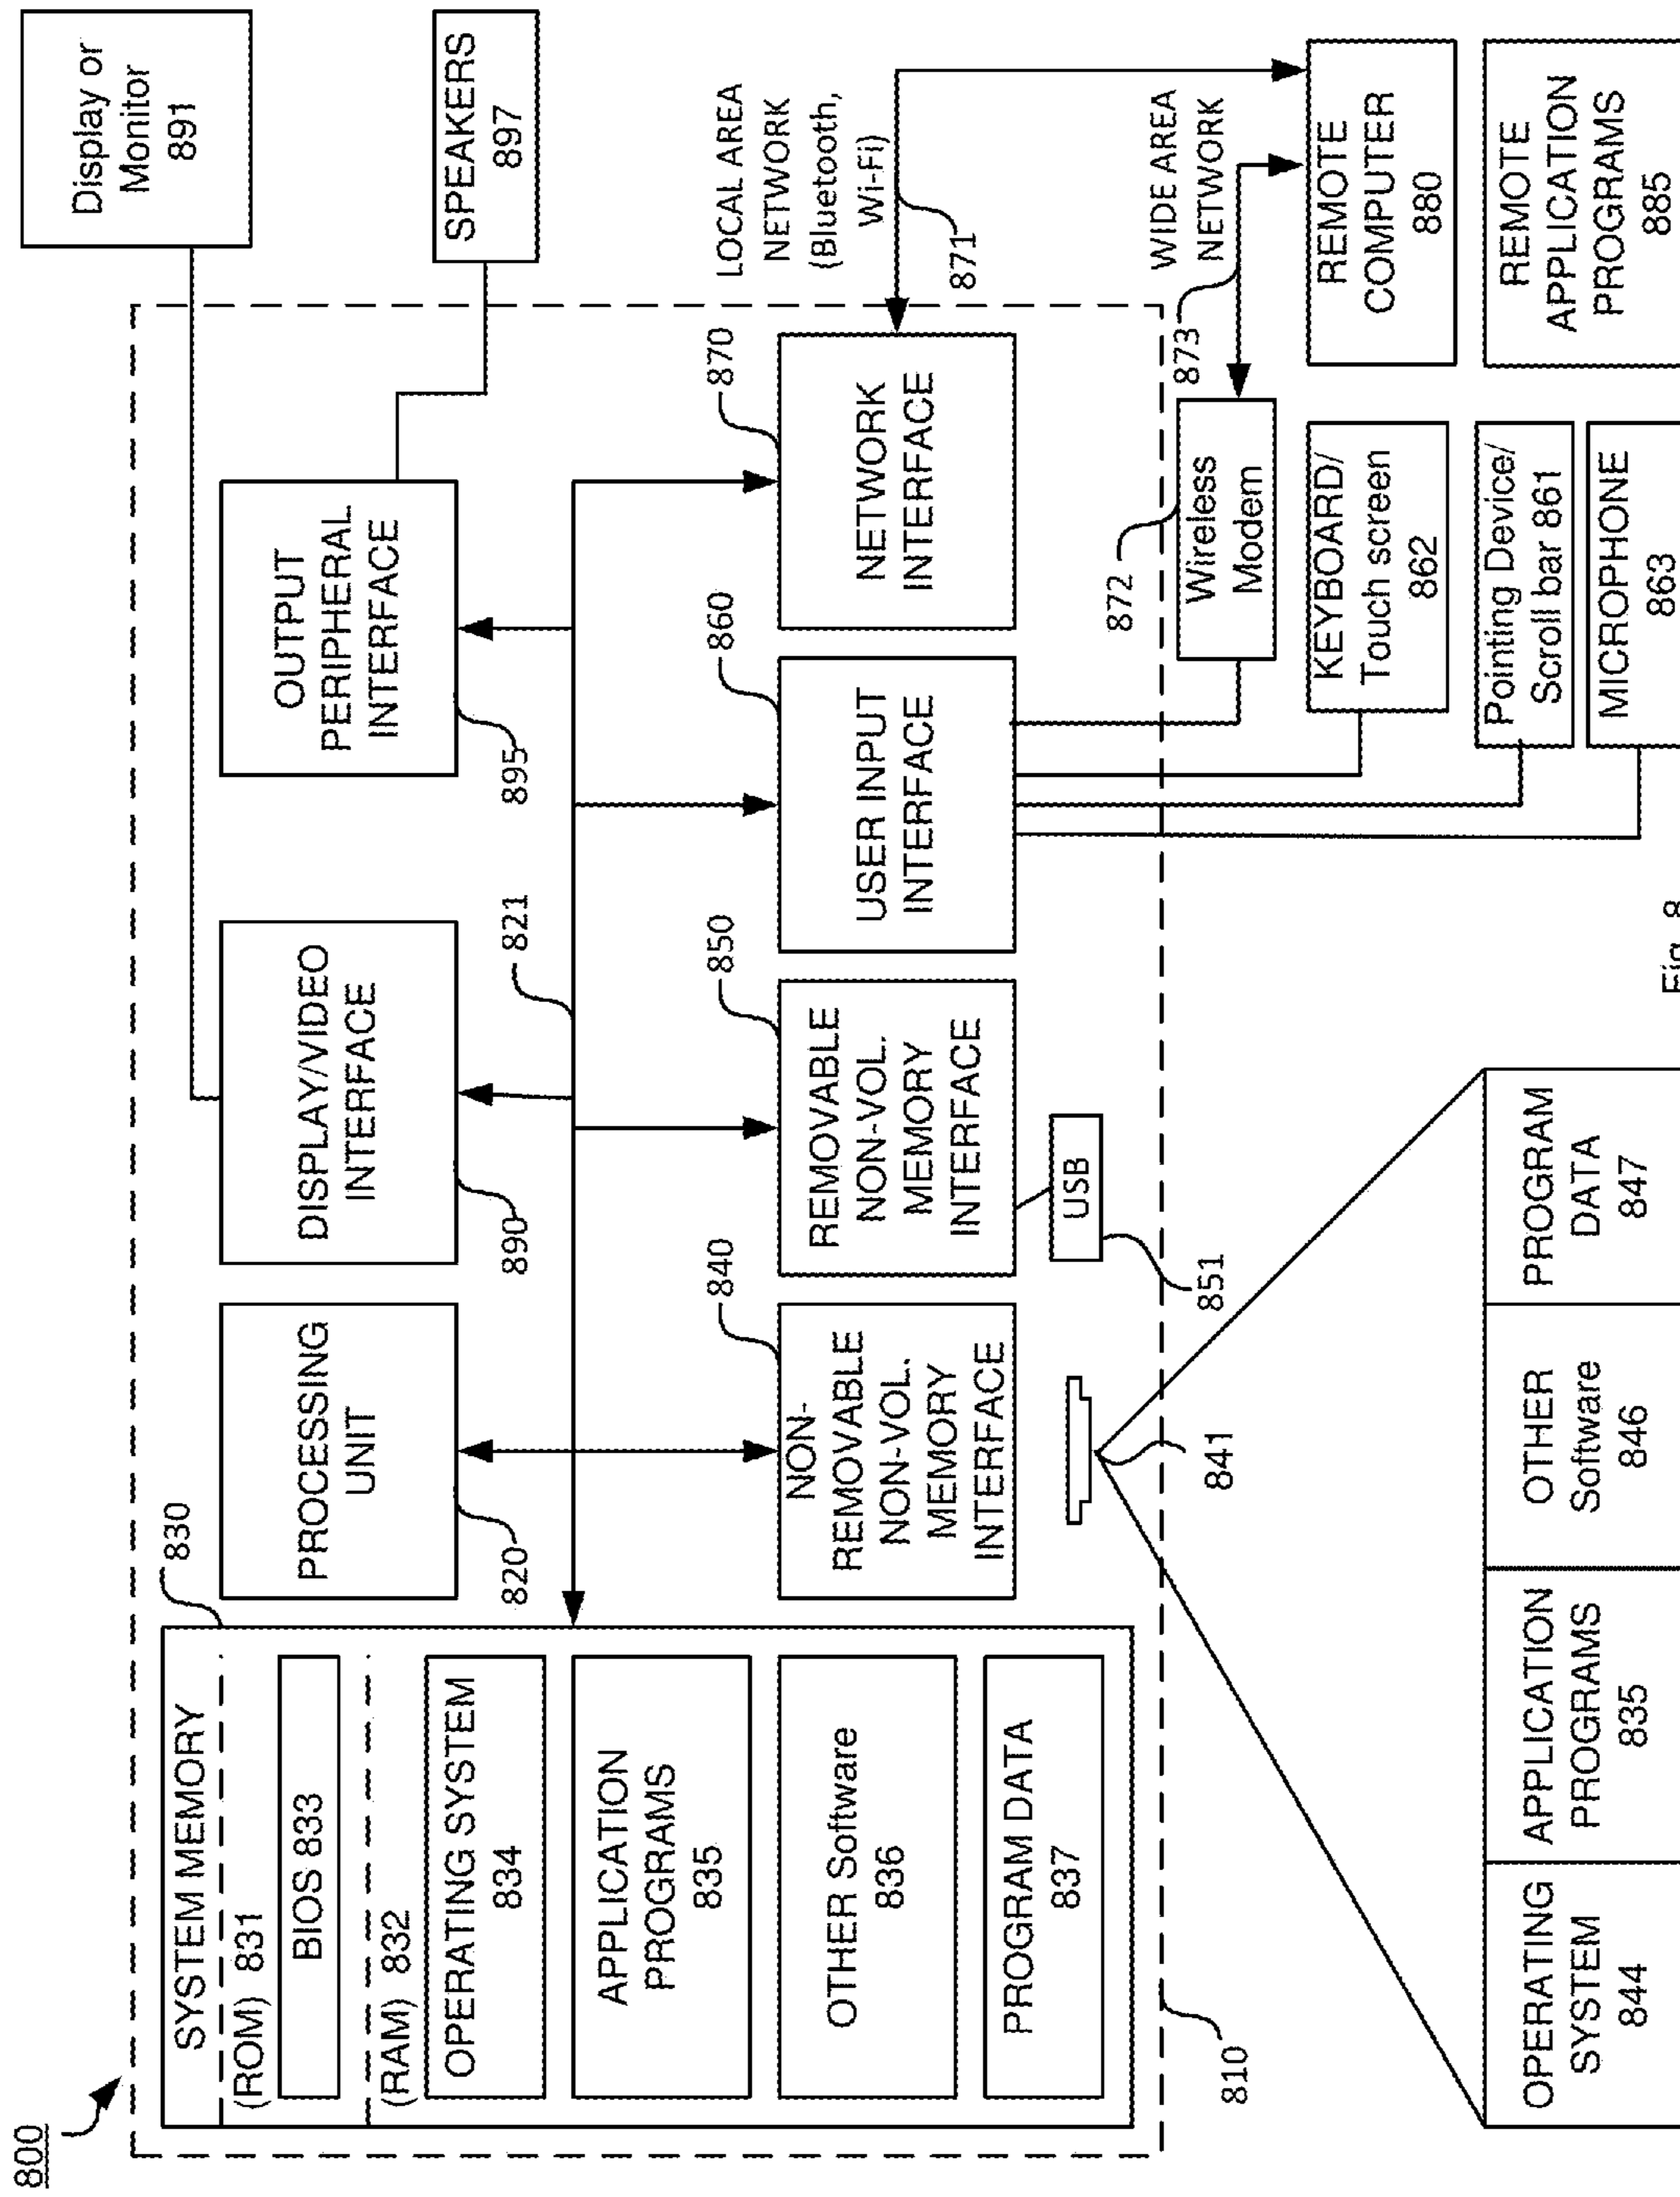 800
SYSTEM MEMORY
(ROM) 831
BIOS 833
(RAM) 832
OPERATING SYSTEM
834
APPLICATION
PROGRAMS
835
OTHER Software
836
PROGRAM DATA
837
830
810
PROCESSING
UNIT
820
DISPLAY/VIDEO
INTERFACE
890
821
OUTPUT
PERIPHERAL
INTERFACE
895
Display or
Monitor
891
SPEAKERS
897
NON-
REMOVABLE
NON-VOL.
MEMORY
INTERFACE
840
841
REMOVABLE
NON-VOL.
MEMORY
INTERFACE
850
USB
851
USER INPUT
INTERFACE
860
NETWORK
INTERFACE
870
LOCAL AREA
NETWORK
(Bluetooth,
Wi-Fi)
871
WIDE AREA
NETWORK
873
872
Wireless
Modem
KEYBOARD/
Touch screen
862
Pointing Device/
Scroll bar 861
MICROPHONE
863
REMOTE
COMPUTER
880
REMOTE
APPLICATION
PROGRAMS
885
OPERATING
SYSTEM
844
APPLICATION
PROGRAMS
835
OTHER
Software
846
PROGRAM
DATA
847
Fig. 8